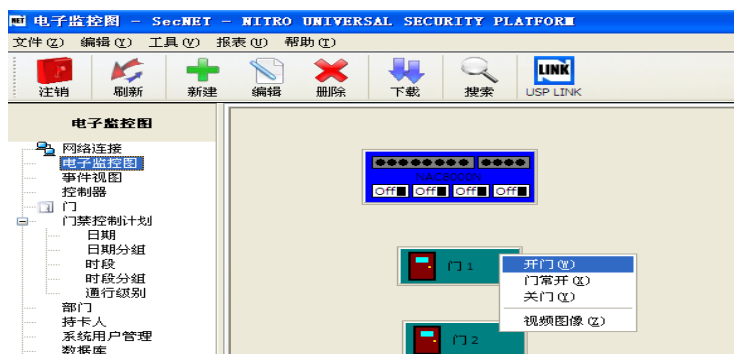 NET 电子监控图 - SecNET - NITRO UNIVERSAL SECURITY PLATFORM
文件(Z) 编辑(Y) 工具(V) 报表(U) 帮助(T)
注销 刷新 新建 编辑 删除 下载 搜索 LINK USP LINK
电子监控图
网络连接
电子监控图
事件视图
控制器
门
门禁控制计划
日期
日期分组
时段
时段分组
通行级别
部门
持卡人
系统用户管理
数据库
NAC8000N
Off Off Off Off
门 1
开门(W)
门常开(X)
关门(Y)
视频图像(Z)
门 2